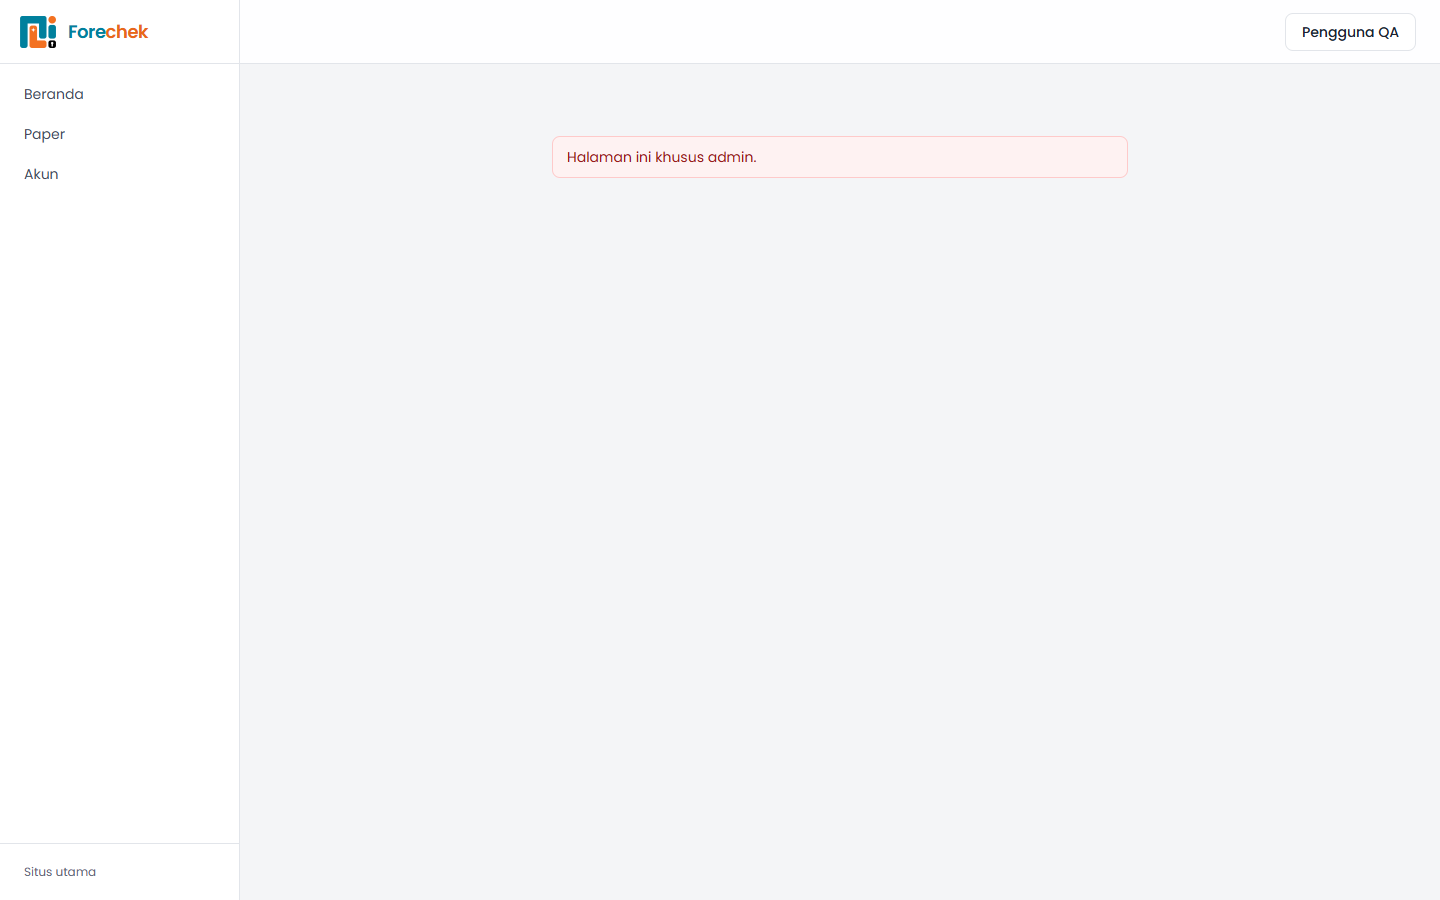 Forechek
Pengguna QA
Beranda
Paper
Akun
Halaman ini khusus admin.
Situs utama